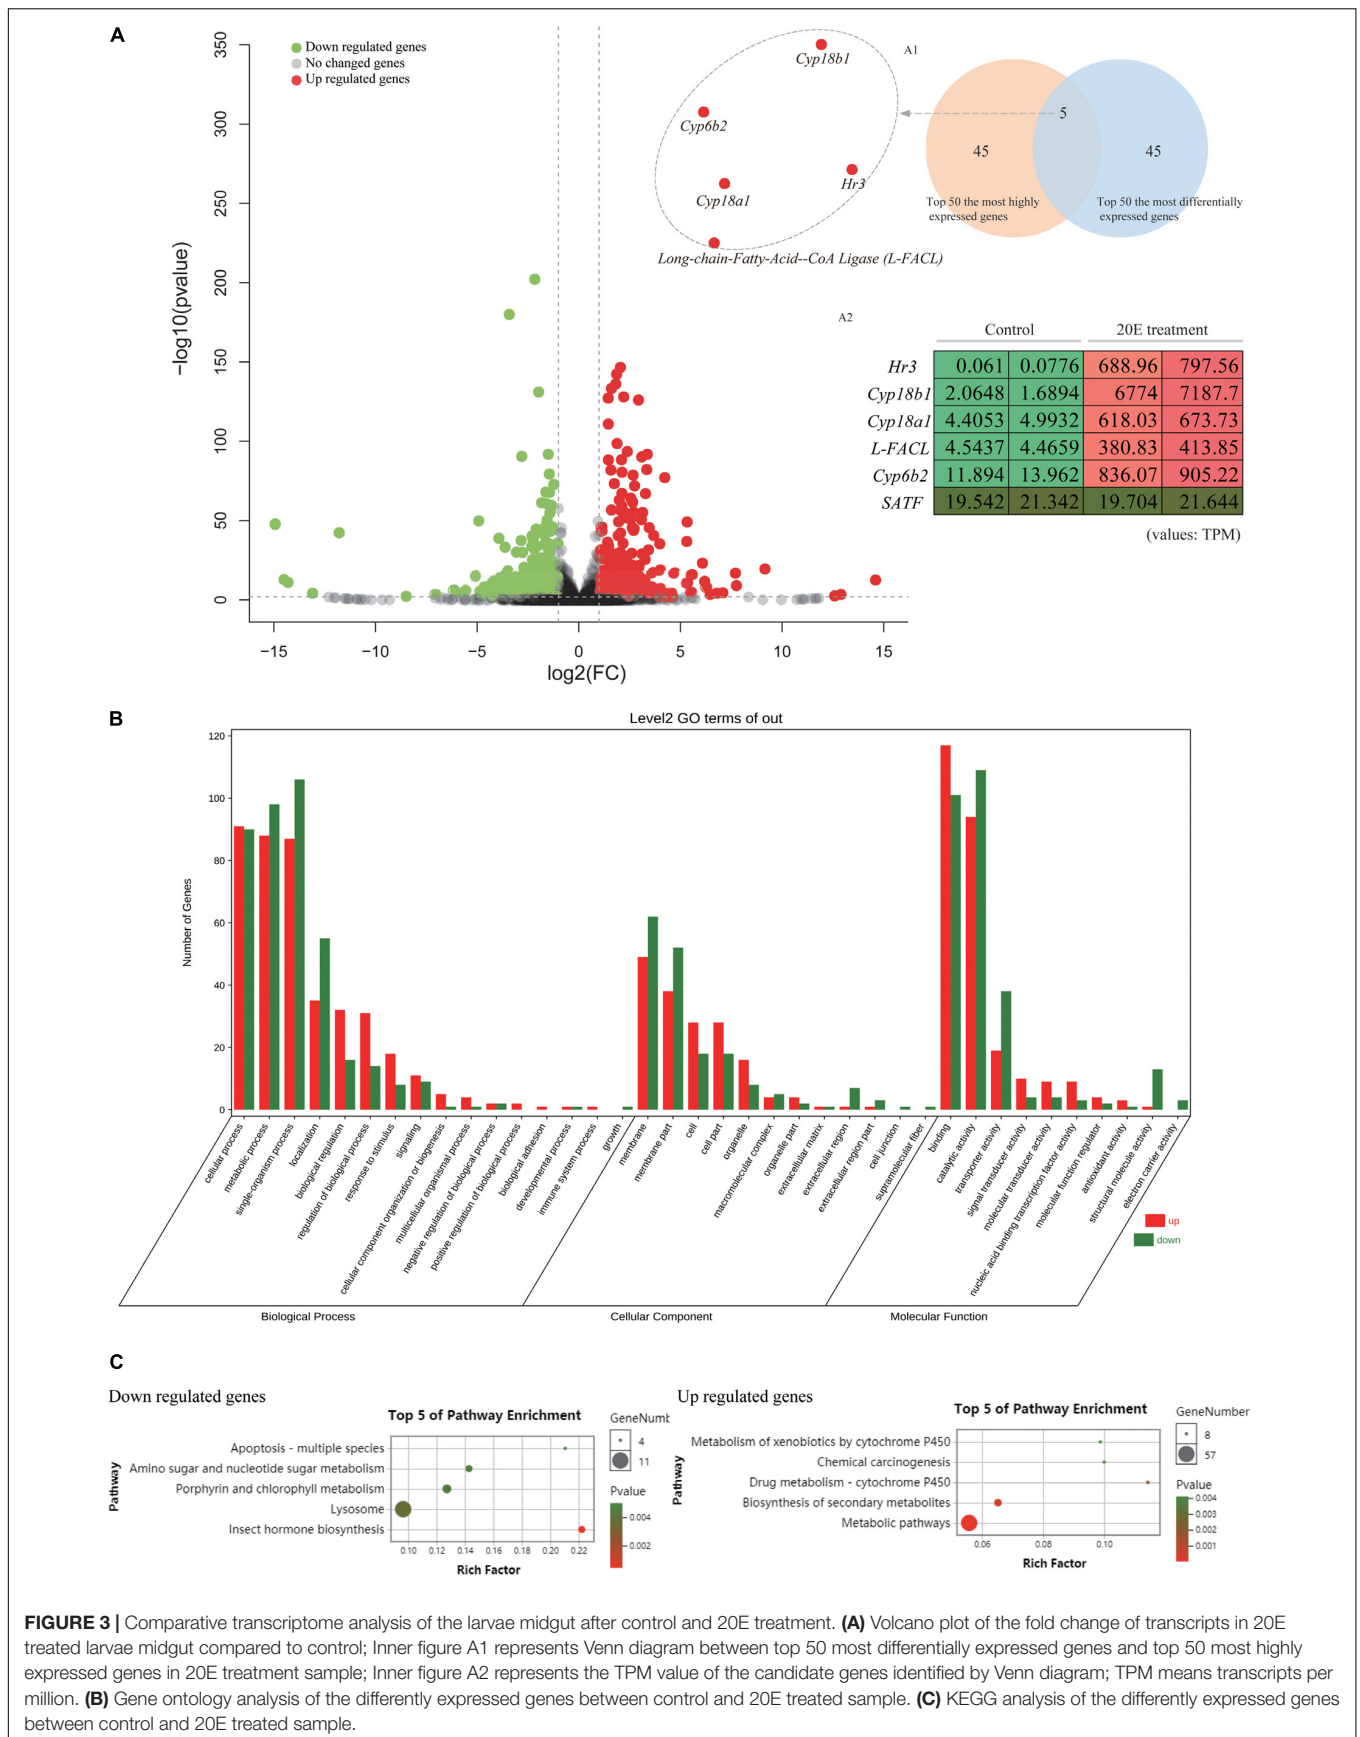 A
Down regulated genes
No changed genes
Up regulated genes
350
300
250
200
150
100
50
0
−log10(pvalue)
−15
−10
−5
0
5
10
15
log2(FC)
Cyp18b1
Cyp6b2
Hr3
Cyp18a1
Long-chain-Fatty-Acid--CoA Ligase (L-FACL)
A1
5
45
45
Top 50 the most highly
expressed genes
Top 50 the most differentially
expressed genes
A2
Control
20E treatment
Hr3 0.061 0.0776 688.96 797.56
Cyp18b1 2.0648 1.6894 6774 7187.7
Cyp18a1 4.4053 4.9932 618.03 673.73
L-FACL 4.5437 4.4659 380.83 413.85
Cyp6b2 11.894 13.962 836.07 905.22
SATF 19.542 21.342 19.704 21.644
(values: TPM)
B
Level2 GO terms of out
120
100
80
60
40
20
0
Number of Genes
cellular process
metabolic process
single-organism process
localization
biological regulation
regulation of biological process
response to stimulus
signaling
cellular component organization or biogenesis
multicellular organismal process
negative regulation of biological process
positive regulation of biological process
biological adhesion
developmental process
immune system process
growth
membrane
membrane part
cell
cell part
organelle
macromolecular complex
organelle part
extracellular matrix
extracellular region
extracellular region part
cell junction
supramolecular fiber
binding
catalytic activity
transporter activity
signal transducer activity
molecular transducer activity
nucleic acid binding transcription factor activity
molecular function regulator
antioxidant activity
structural molecule activity
electron carrier activity
up
down
Biological Process
Cellular Component
Molecular Function
C
Down regulated genes
Top 5 of Pathway Enrichment
Pathway
Apoptosis - multiple species
Amino sugar and nucleotide sugar metabolism
Porphyrin and chlorophyll metabolism
Lysosome
Insect hormone biosynthesis
0.10
0.12
0.14
0.16
0.18
0.20
0.22
Rich Factor
GeneNumb
4
11
Pvalue
0.004
0.002
Up regulated genes
Top 5 of Pathway Enrichment
Pathway
Metabolism of xenobiotics by cytochrome P450
Chemical carcinogenesis
Drug metabolism - cytochrome P450
Biosynthesis of secondary metabolites
Metabolic pathways
0.06
0.08
0.10
Rich Factor
GeneNumber
8
57
Pvalue
0.004
0.003
0.002
0.001
FIGURE 3 | Comparative transcriptome analysis of the larvae midgut after control and 20E treatment. (A) Volcano plot of the fold change of transcripts in 20E
treated larvae midgut compared to control; Inner figure A1 represents Venn diagram between top 50 most differentially expressed genes and top 50 most highly
expressed genes in 20E treatment sample; Inner figure A2 represents the TPM value of the candidate genes identified by Venn diagram; TPM means transcripts per
million. (B) Gene ontology analysis of the differently expressed genes between control and 20E treated sample. (C) KEGG analysis of the differently expressed genes
between control and 20E treated sample.